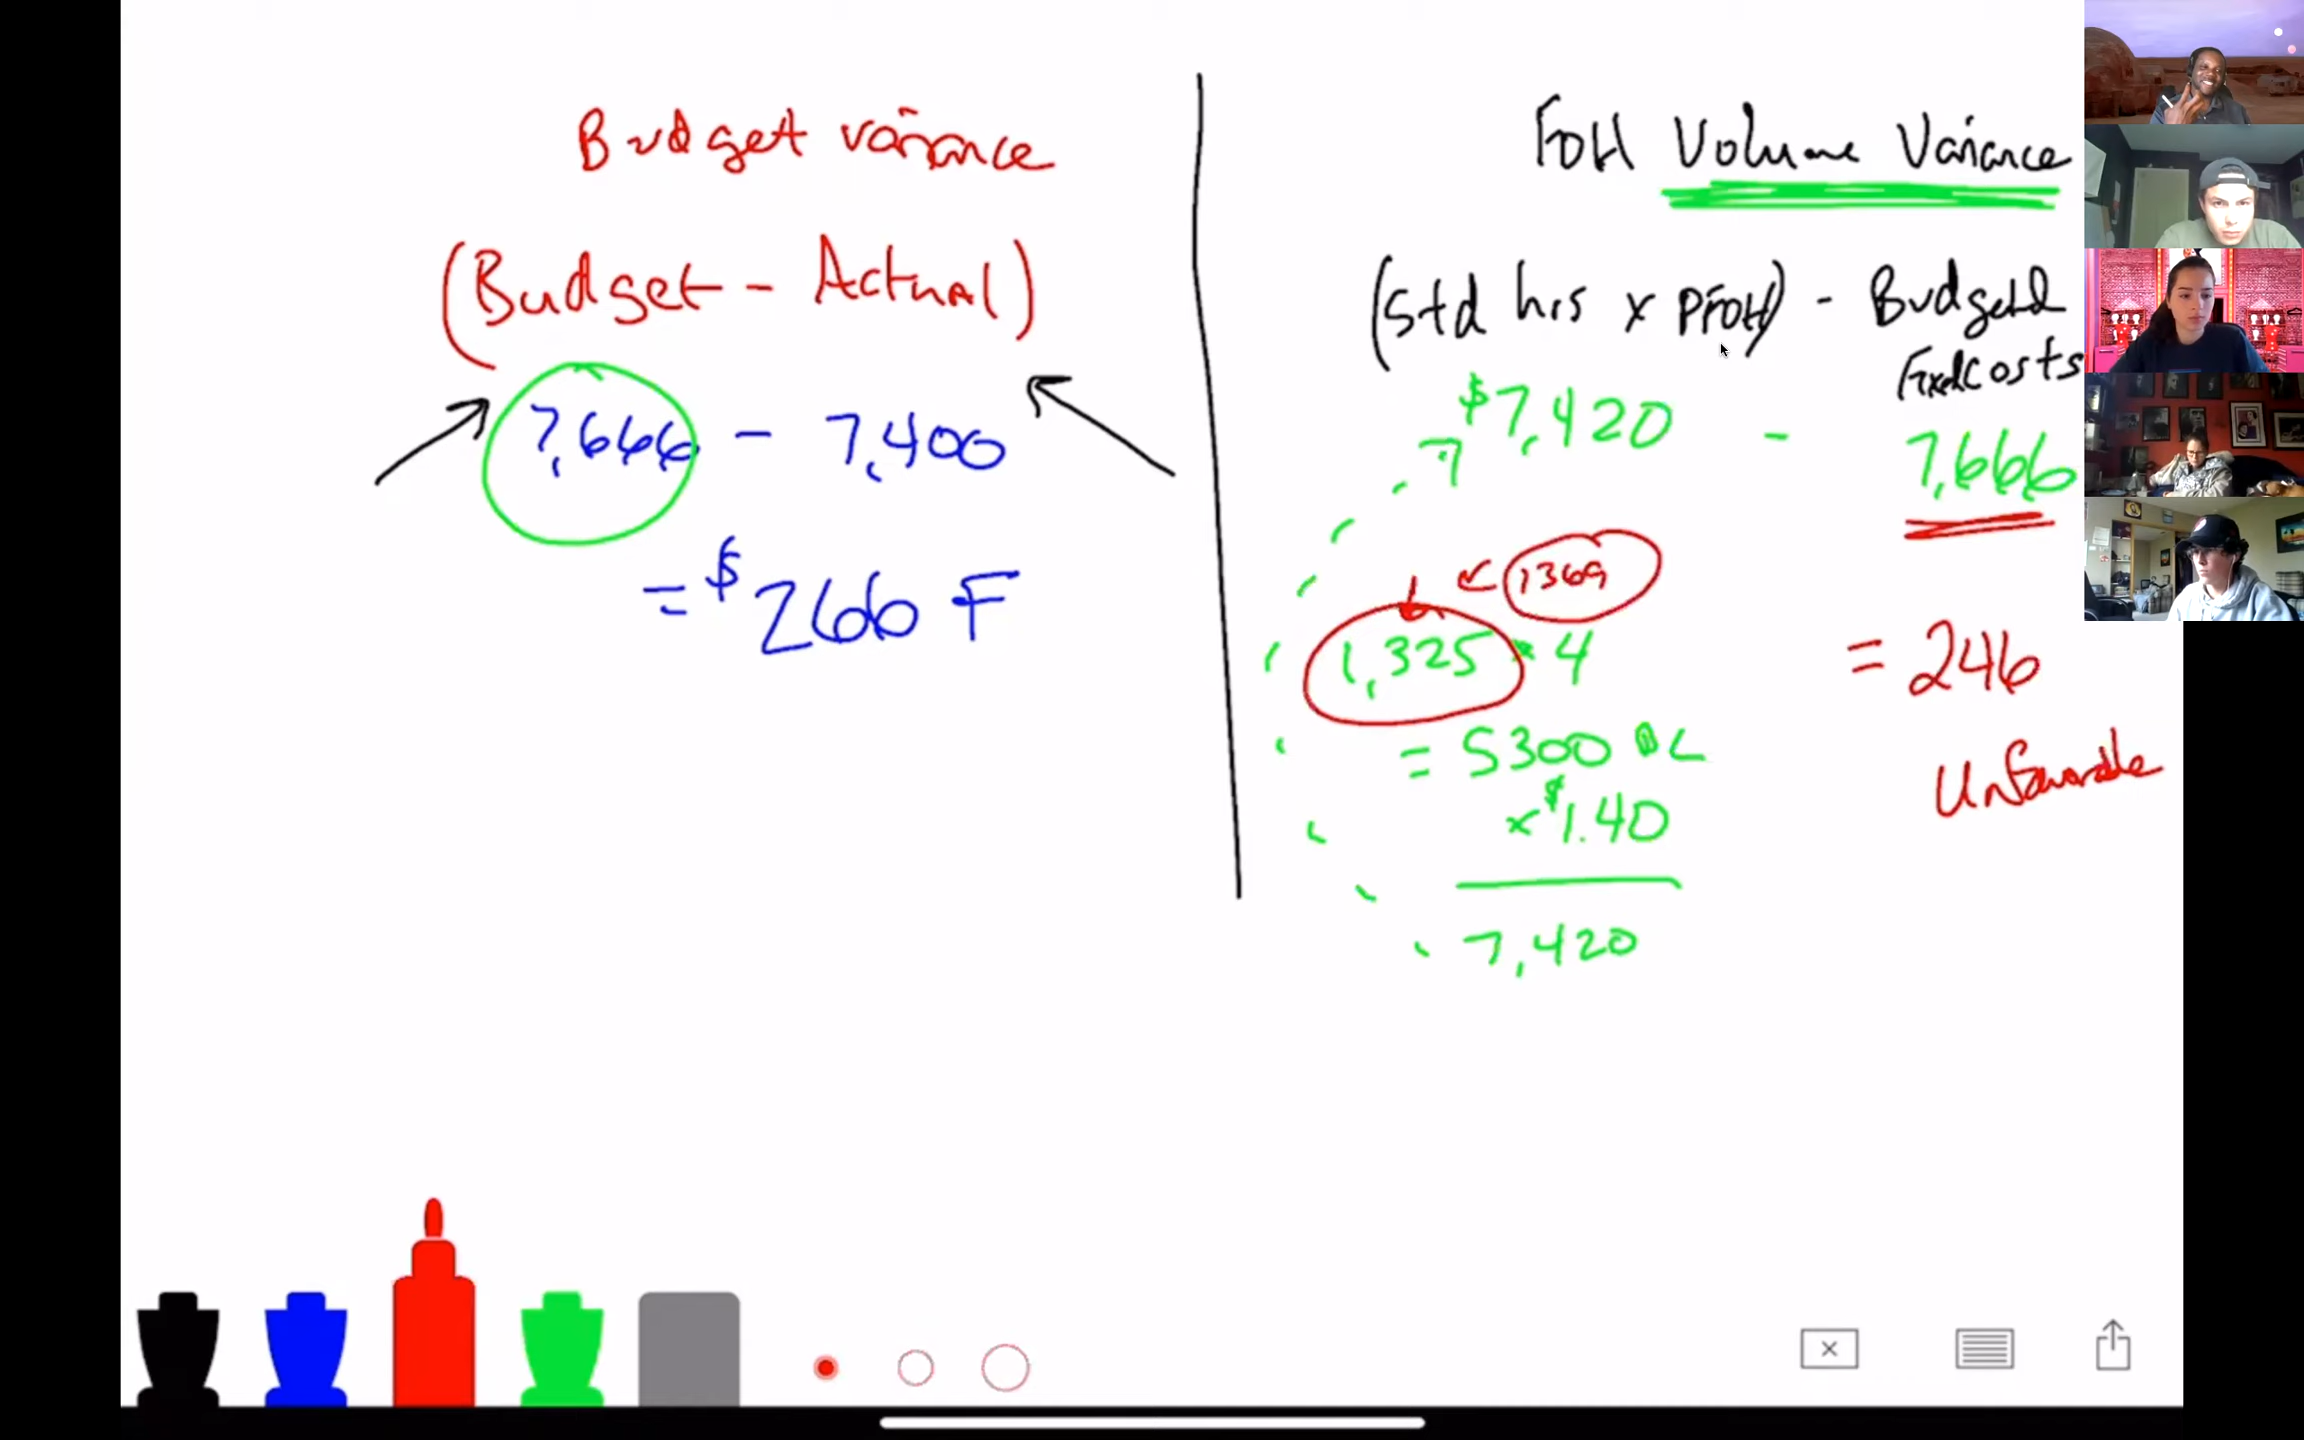 Budget variance
(Budget - Actual)
7,666 - 7,400
= $266 F
FOH Volume Variance
(Std hrs x PFOH) - Budgeted
Fixed costs
$7,420 - 7,666
1369
1,325 x 4
= 5300 DL
x $1.40
7,420
= 246
Unfavorable